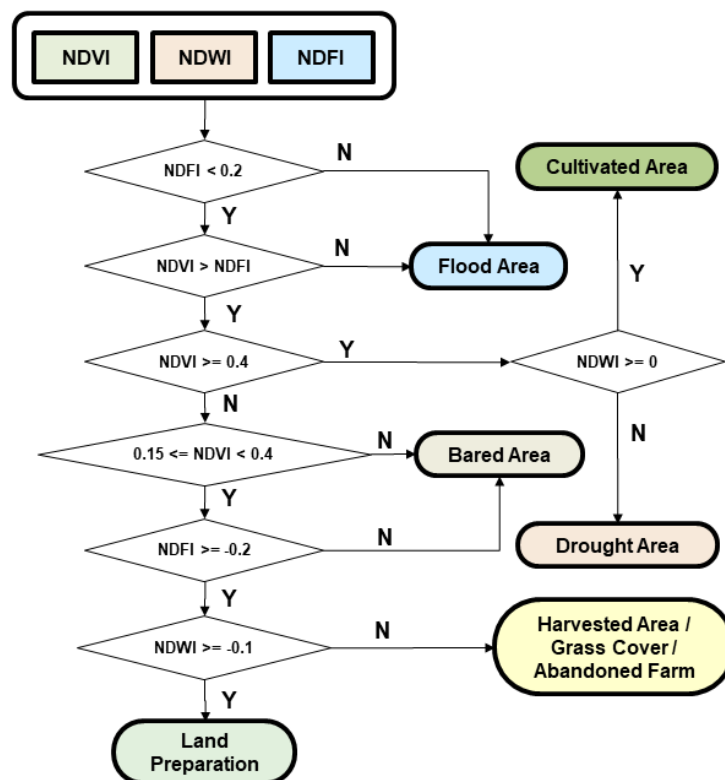 NDVI
NDWI
NDFI
NDFI < 0.2
N
Cultivated Area
Y
NDVI > NDFI
N
Flood Area
Y
Y
NDVI >= 0.4
Y
NDWI >= 0
N
N
0.15 <= NDVI < 0.4
N
Bared Area
Y
NDFI >= -0.2
N
Drought Area
Y
NDWI >= -0.1
N
Harvested Area /
Grass Cover /
Abandoned Farm
Y
Land
Preparation